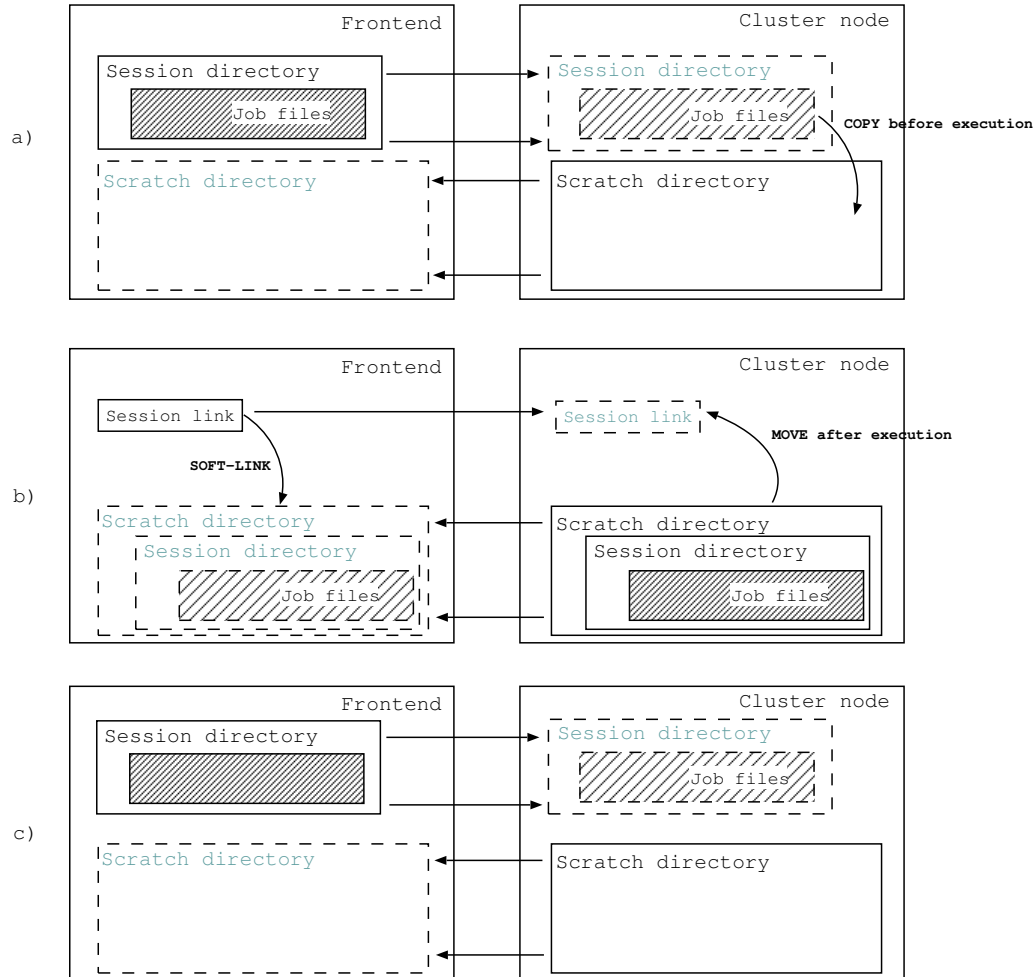 Frontend
Session directory
Job files
Scratch directory
Cluster node
Session directory
Job files
COPY before execution
Scratch directory
a)
Frontend
Session link
SOFT-LINK
Scratch directory
Session directory
Job files
Cluster node
Session link
MOVE after execution
Scratch directory
Session directory
Job files
b)
Frontend
Session directory
Scratch directory
Cluster node
Session directory
Job files
Scratch directory
c)